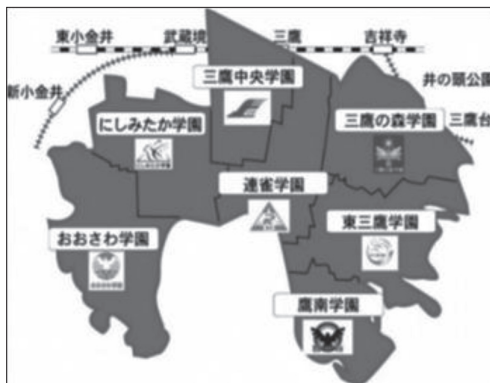 東小金井
武蔵境
三鷹
吉祥寺
井の頭公園
新小金井
三鷹中央学園
にしみたか学園
三鷹の森学園
三鷹台
連雀学園
おおさわ学園
東三鷹学園
鷹南学園